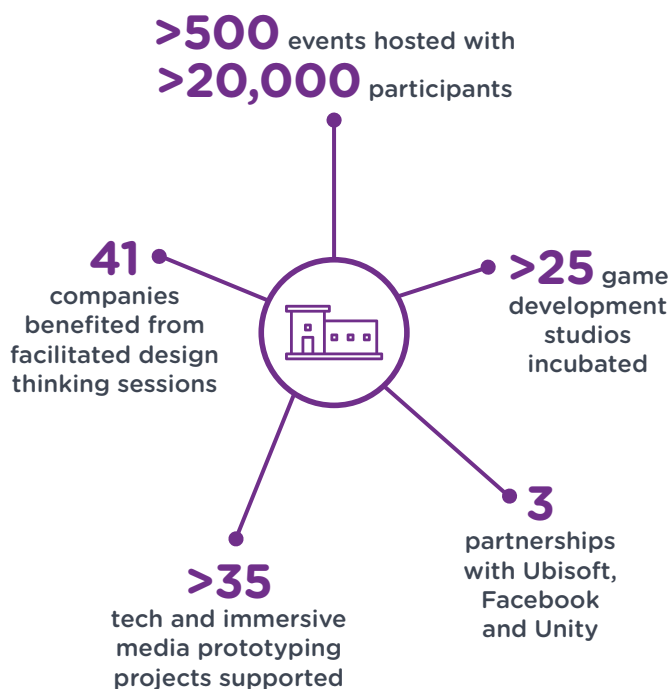 >500 events hosted with
>20,000 participants
41
companies
benefited from
facilitated design
thinking sessions
>25 game
development
studios
incubated
>35
tech and immersive
media prototyping
projects supported
3
partnerships
with Ubisoft,
Facebook
and Unity